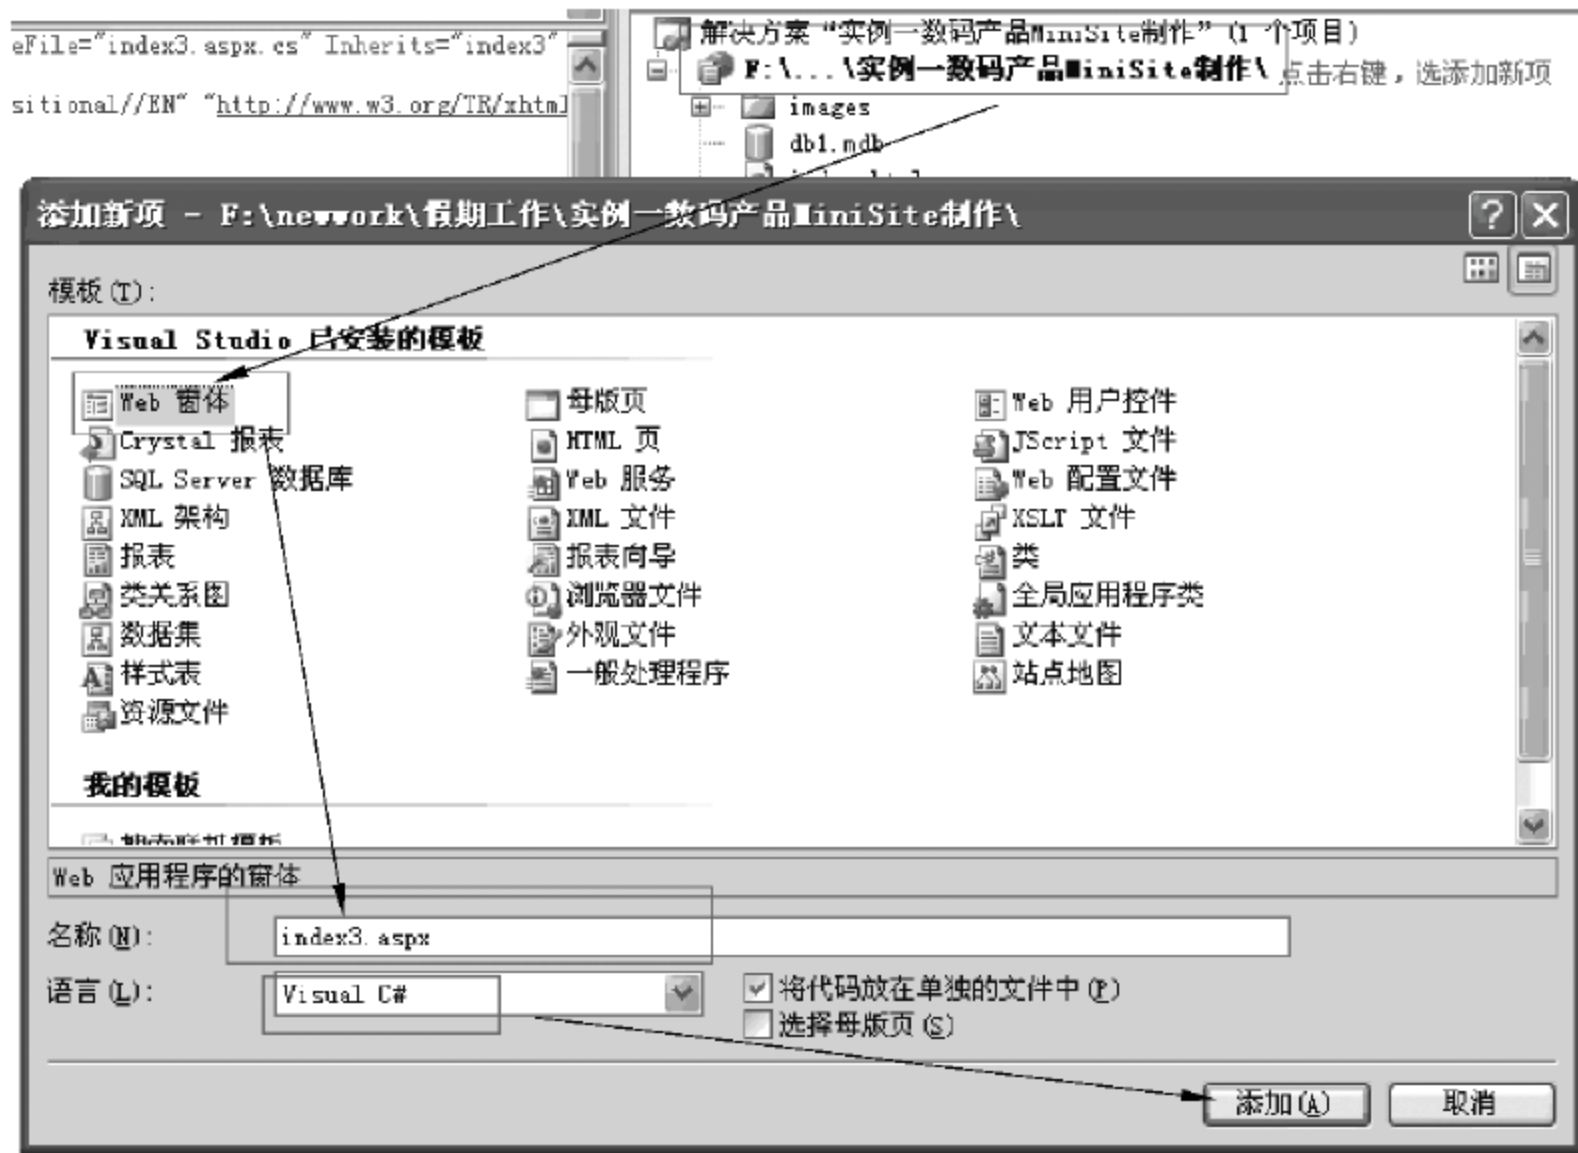 eFile="index3.aspx.cs" Inherits="index3"
sitional//EN" "http://www.w3.org/TR/xhtml
解决方案 “实例一数码产品MiniSite制作” (1 个项目)
F:\...\实例一数码产品MiniSite制作\
点击右键，选添加新项
images
db1.mdb
添加新项 - F:\newwork\假期工作\实例一数码产品MiniSite制作\
模板(T):
Visual Studio 已安装的模板
Web 窗体 母版页 Web 用户控件
Crystal 报表 HTML 页 JScript 文件
SQL Server 数据库 Web 服务 Web 配置文件
XML 架构 XML 文件 XSLT 文件
报表 报表向导 类
类关系图 浏览器文件 全局应用程序类
数据集 外观文件 文本文件
样式表 一般处理程序 站点地图
资源文件
我的模板
Web 应用程序的窗体
名称(N):
index3.aspx
语言(L):
Visual C#
将代码放在单独的文件中(P)
选择母版页(S)
添加(A) 取消